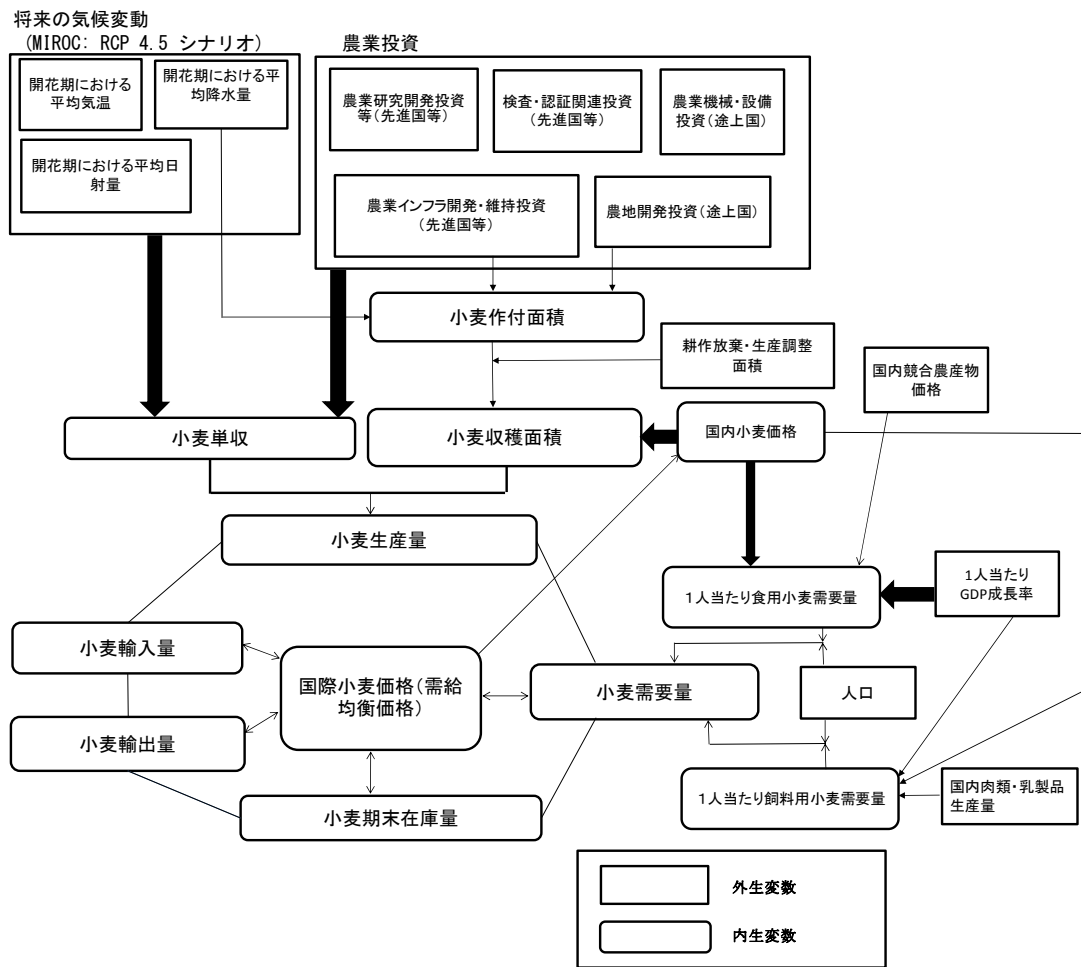 将来の気候変動
(MIROC: RCP 4.5 シナリオ)
農業投資
開花期における
平均気温
開花期における平
均降水量
開花期における平均日
射量
農業研究開発投資
等(先進国等)
検査・認証関連投資
(先進国等)
農業機械・設備
投資(途上国)
農業インフラ開発・維持投資
(先進国等)
農地開発投資(途上国)
小麦作付面積
耕作放棄・生産調整
面積
国内競合農産物
価格
小麦単収
小麦収穫面積
国内小麦価格
小麦生産量
1人当たり食用小麦需要量
1人当たり
GDP成長率
小麦輸入量
国際小麦価格(需給
均衡価格)
小麦需要量
人口
小麦輸出量
1人当たり飼料用小麦需要量
国内肉類・乳製品
生産量
小麦期末在庫量
外生変数
内生変数